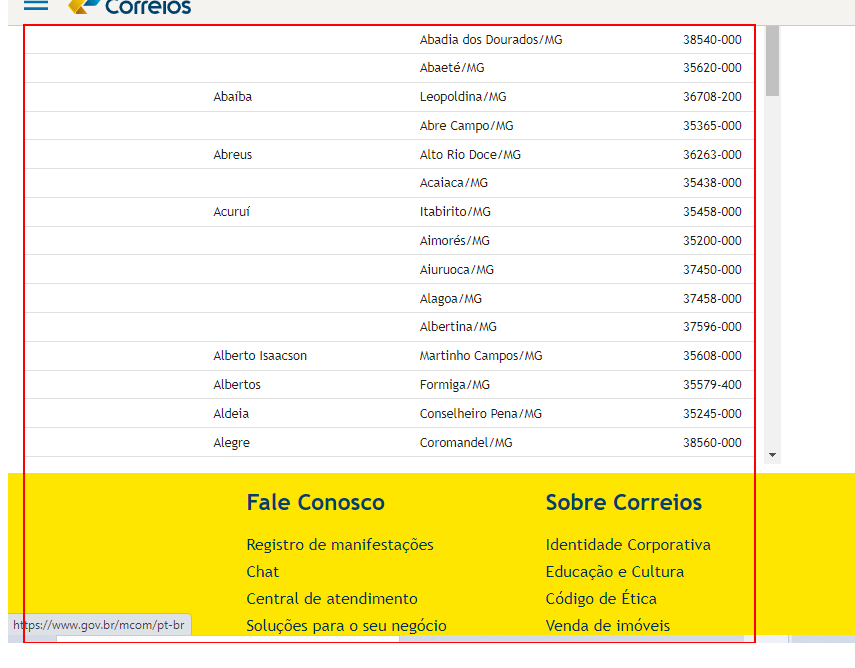 Correios
Abadia dos Dourados/MG 38540-000
Abaeté/MG 35620-000
Abaíba Leopoldina/MG 36708-200
Abre Campo/MG 35365-000
Abreus Alto Rio Doce/MG 36263-000
Acaiaca/MG 35438-000
Acuruí Itabirito/MG 35458-000
Aimorés/MG 35200-000
Aiuruoca/MG 37450-000
Alagoa/MG 37458-000
Albertina/MG 37596-000
Alberto Isaacson Martinho Campos/MG 35608-000
Albertos Formiga/MG 35579-400
Aldeia Conselheiro Pena/MG 35245-000
Alegre Coromandel/MG 38560-000
Fale Conosco Sobre Correios
Registro de manifestações Identidade Corporativa
Chat Educação e Cultura
Central de atendimento Código de Ética
https://www.gov.br/mcom/pt-br Soluções para o seu negócio Venda de imóveis